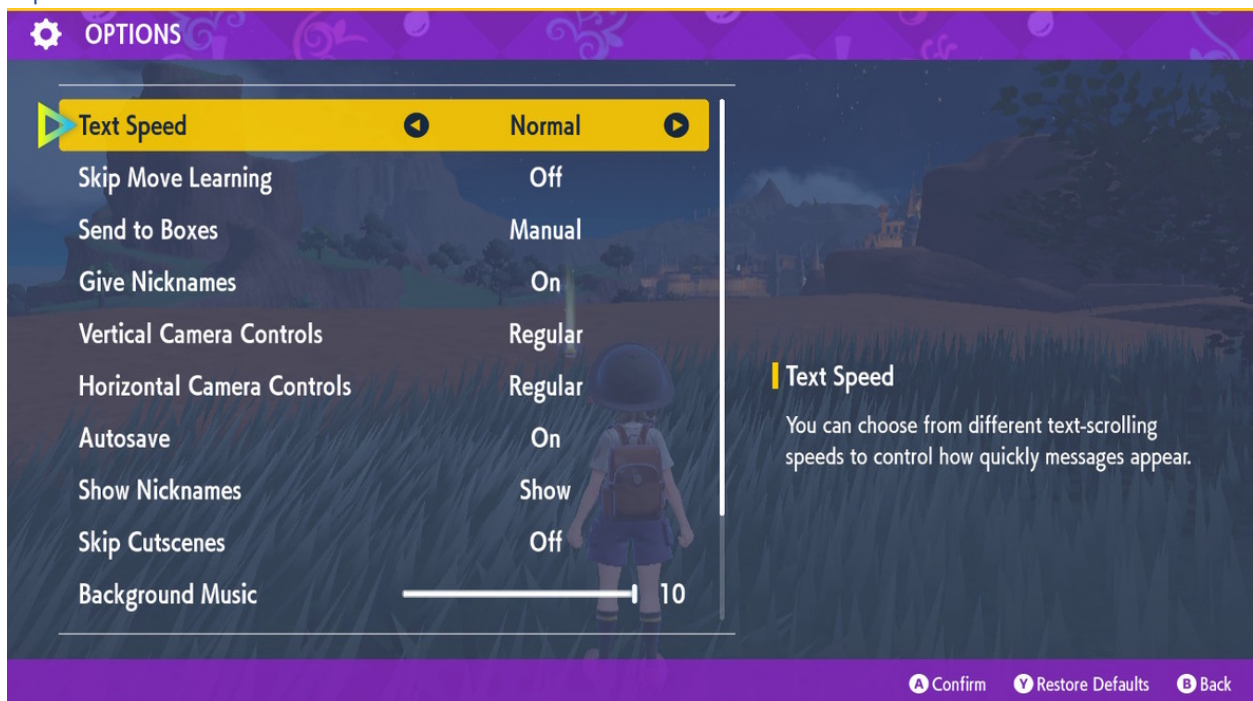 OPTIONS
Text Speed Normal
Skip Move Learning Off
Send to Boxes Manual
Give Nicknames On
Vertical Camera Controls Regular
Horizontal Camera Controls Regular
Autosave On
Show Nicknames Show
Skip Cutscenes Off
Background Music 10
Text Speed
You can choose from different text-scrolling
speeds to control how quickly messages appear.
A Confirm Y Restore Defaults B Back